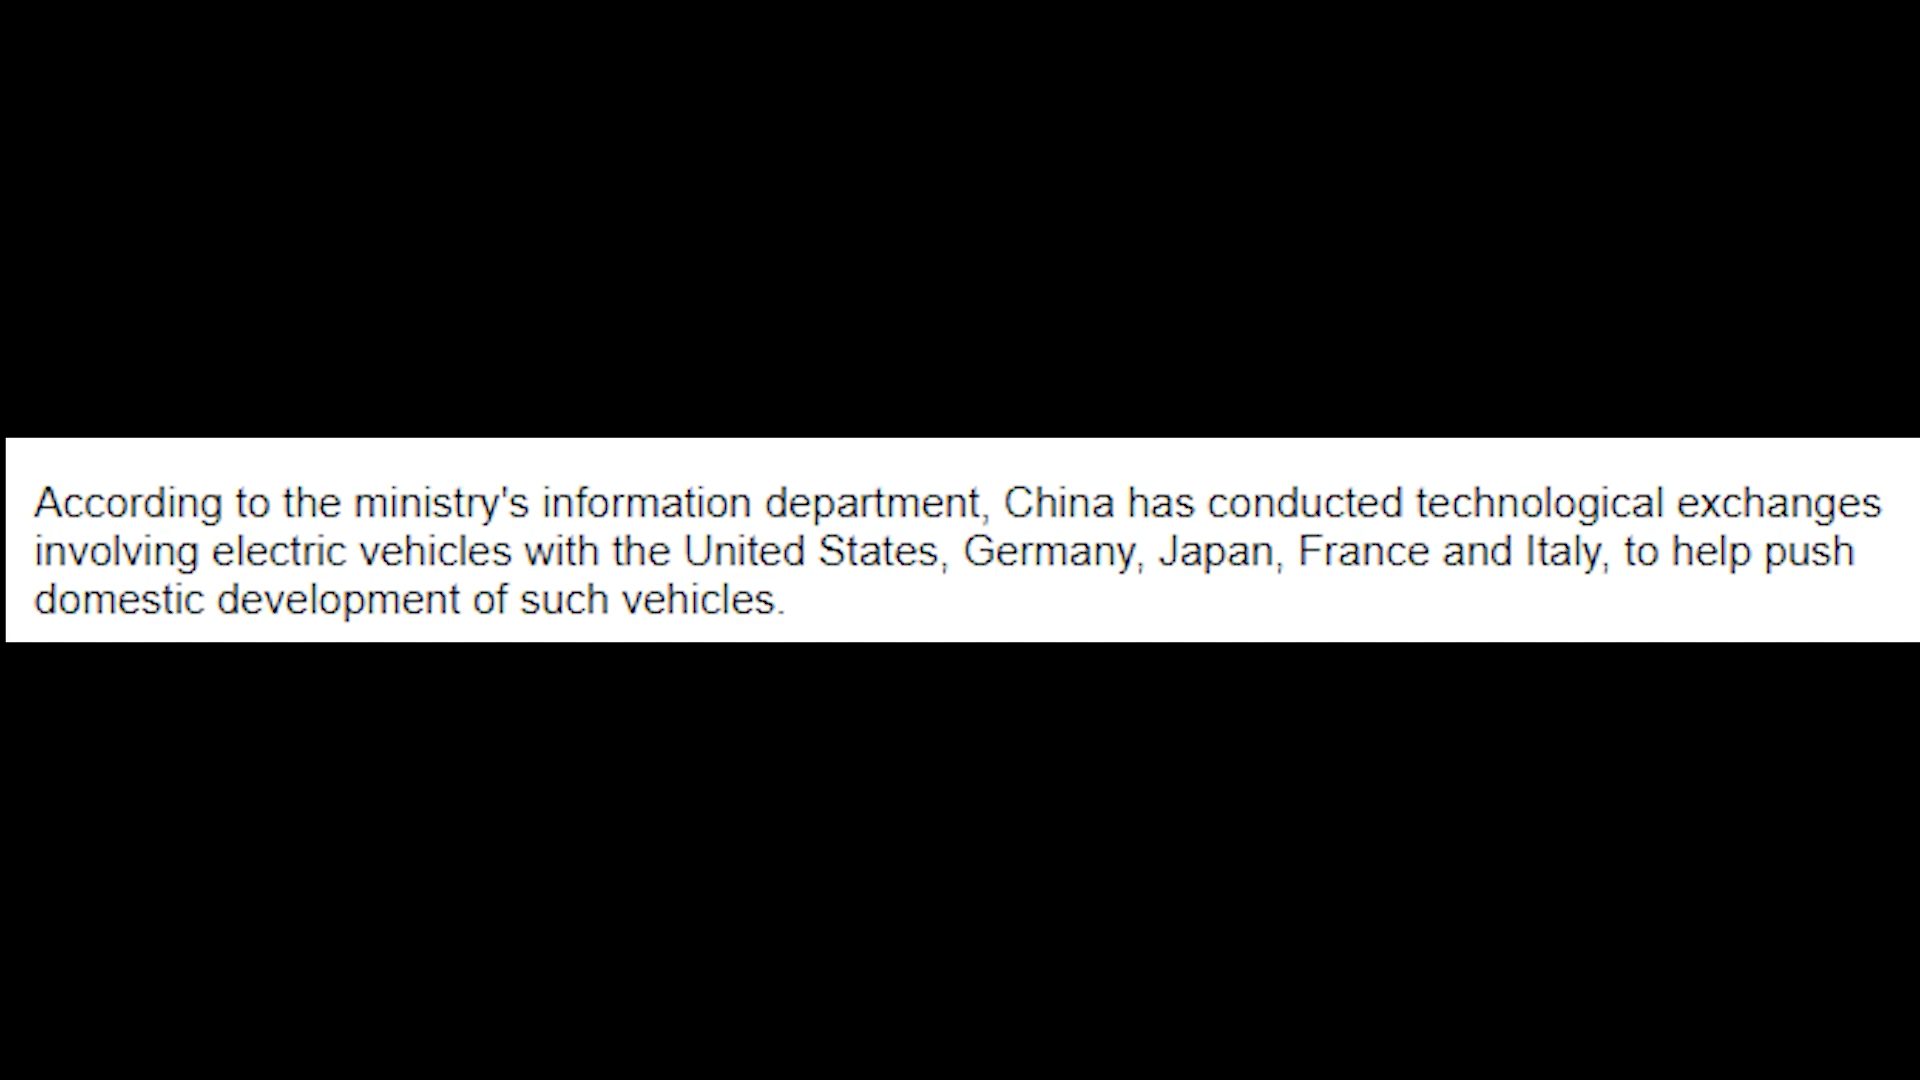 According to the ministry's information department, China has conducted technological exchanges
involving electric vehicles with the United States, Germany, Japan, France and Italy, to help push
domestic development of such vehicles.